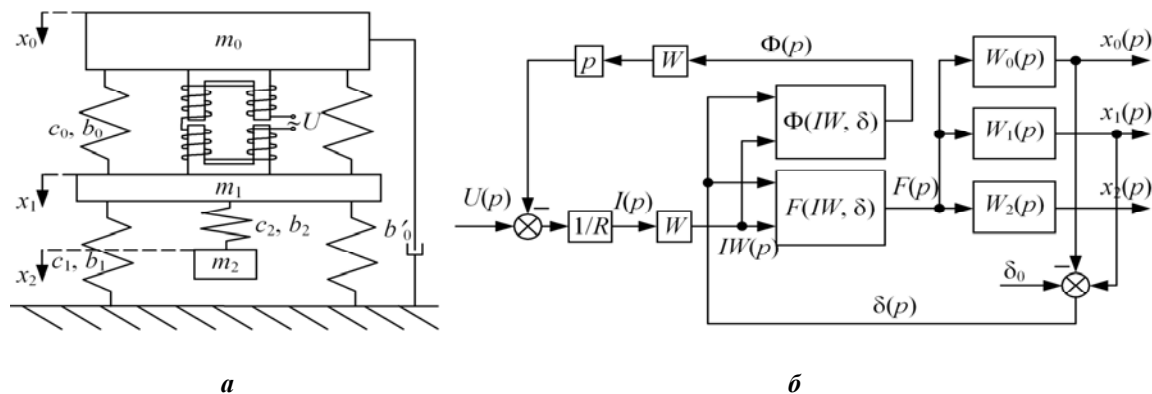 x₀
m₀
c₀, b₀
≈U
x₁
m₁
c₂, b₂
b′₀
x₂
c₁, b₁
m₂
а
Φ(p)
p
W
U(p)
1/R
I(p)
W
IW(p)
Φ(IW, δ)
F(IW, δ)
F(p)
W₀(p)
x₀(p)
W₁(p)
x₁(p)
W₂(p)
x₂(p)
δ₀
δ(p)
б